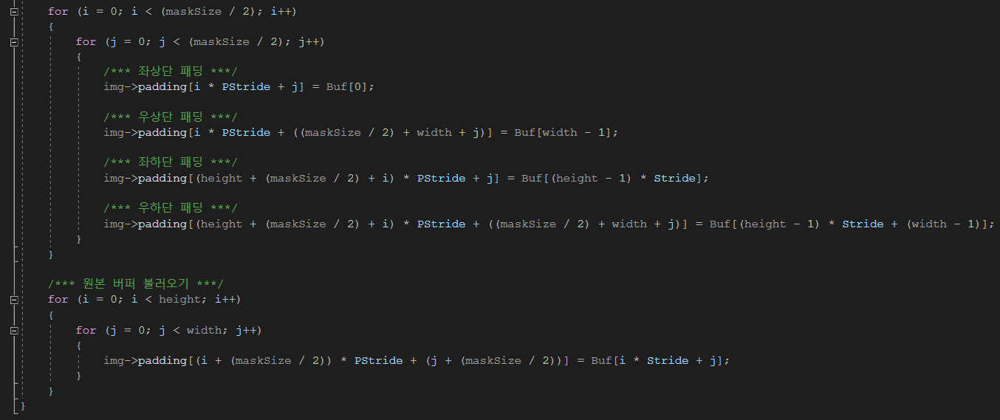 for (i = 0; i < (maskSize / 2); i++)
{
for (j = 0; j < (maskSize / 2); j++)
{
/*** 좌상단 패딩 ***/
img->padding[i * PStride + j] = Buf[0];
/*** 우상단 패딩 ***/
img->padding[i * PStride + ((maskSize / 2) + width + j)] = Buf[width - 1];
/*** 좌하단 패딩 ***/
img->padding[(height + (maskSize / 2) + i) * PStride + j] = Buf[(height - 1) * Stride];
/*** 우하단 패딩 ***/
img->padding[(height + (maskSize / 2) + i) * PStride + ((maskSize / 2) + width + j)] = Buf[(height - 1) * Stride + (width - 1)];
}
}
/*** 원본 버퍼 불러오기 ***/
for (i = 0; i < height; i++)
{
for (j = 0; j < width; j++)
{
img->padding[(i + (maskSize / 2)) * PStride + (j + (maskSize / 2))] = Buf[i * Stride + j];
}
}
}